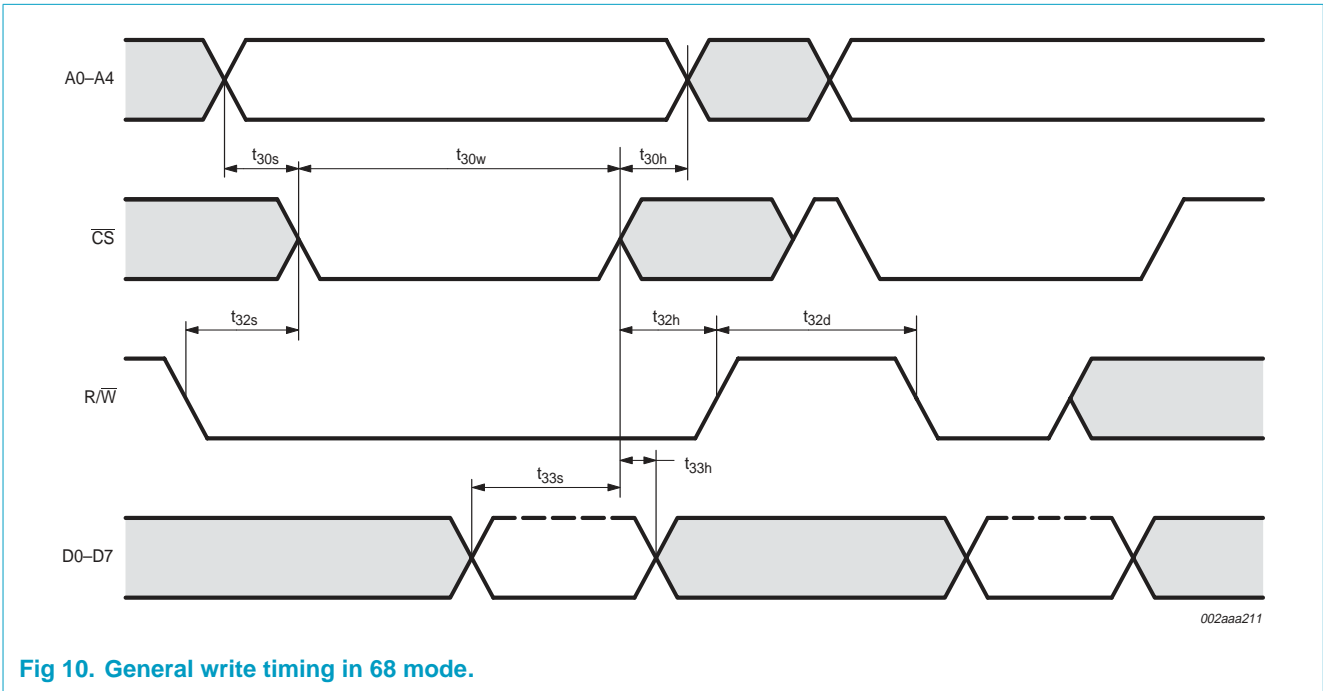 A0–A4
t30s
t30w
t30h
CS
t32s
t32h
t32d
R/W
t33s
t33h
D0–D7
002aaa211
Fig 10. General write timing in 68 mode.